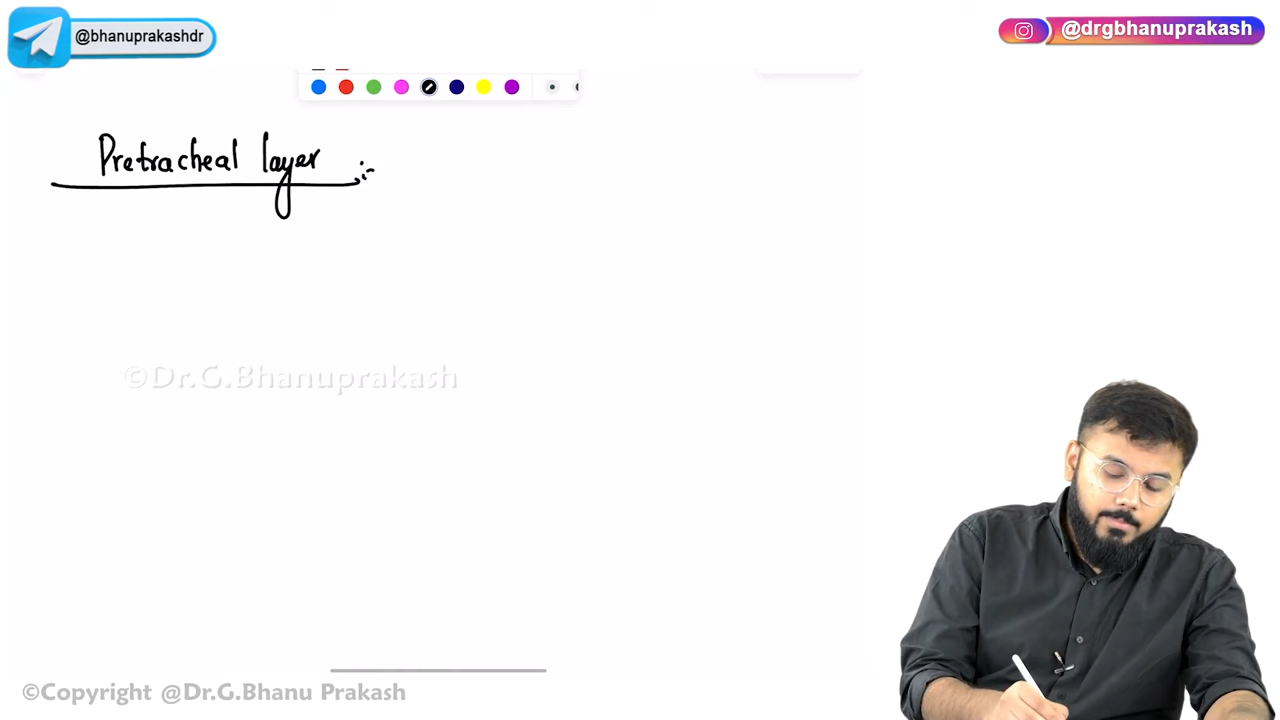 @bhanuprakashdr
@drgbhanuprakash
Pretracheal layer :-
©Dr.G.Bhanuprakash
©Copyright @Dr.G.Bhanu Prakash